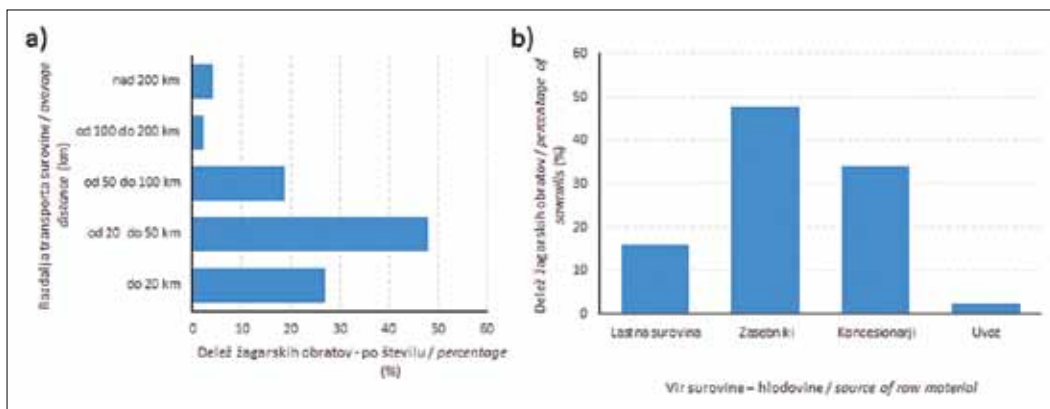 a)
Razdalja transporta surovine / average
distance (km)
nad 200 km
od 100 do 200 km
od 50 do 100 km
od 20 do 50 km
do 20 km
0 10 20 30 40 50 60
Delež žagarskih obratov - po številu / percentage
(%)
b)
Delež žagarskih obratov / percentage of
sawmills (%)
60
50
40
30
20
10
0
Lastna surovina Zasebniki Koncesionarji Uvoz
Vir surovine – hlodovine / source of raw material